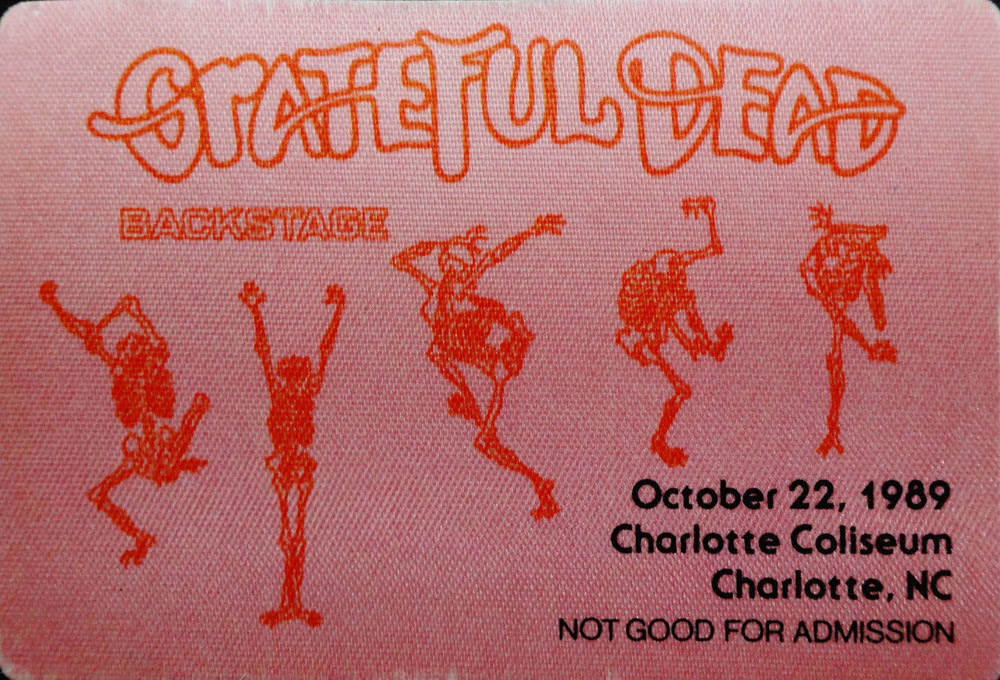 GRATEFUL DEAD
BACKSTAGE
October 22, 1989
Charlotte Coliseum
Charlotte, NC
NOT GOOD FOR ADMISSION